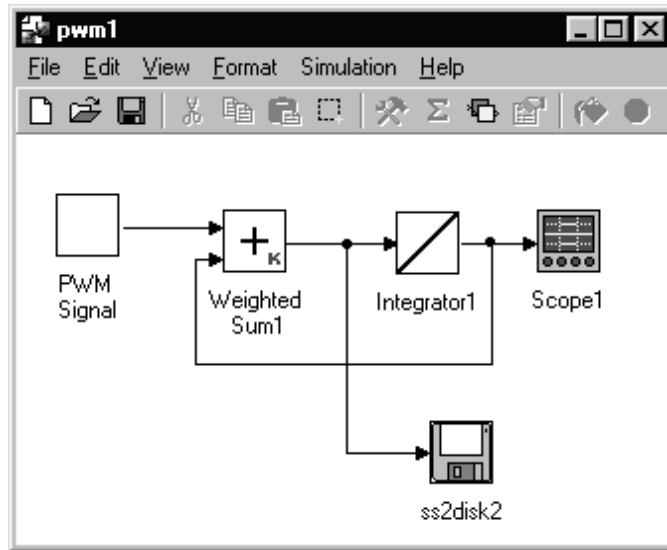 pwm1
File Edit View Format Simulation Help
Σ
+
K
PWM
Signal
Weighted
Sum1
Integrator1
Scope1
ss2disk2